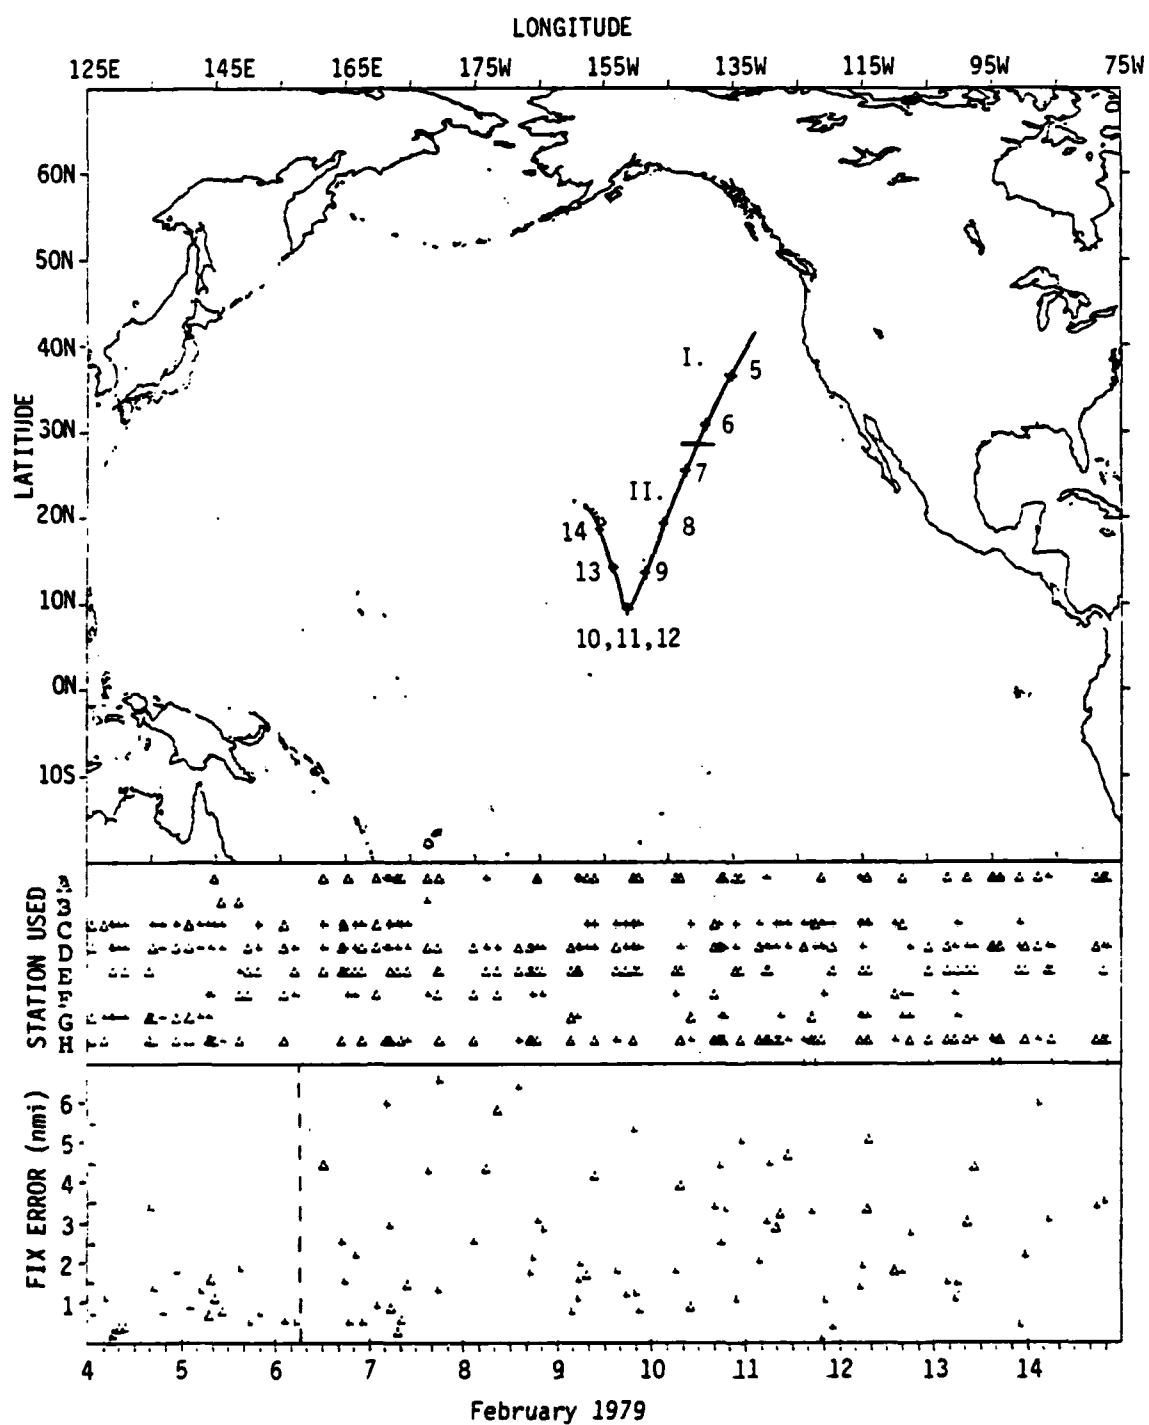 LONGITUDE
125E 145E 165E 175W 155W 135W 115W 95W 75W
LATITUDE
60N
50N
40N
30N
20N
10N
0N
10S
I.
5
6
7
II.
8
14
13
9
10,11,12
STATION USED
A
B
C
D
E
F
G
H
FIX ERROR (nmi)
6
5
4
3
2
1
4 5 6 7 8 9 10 11 12 13 14
February 1979